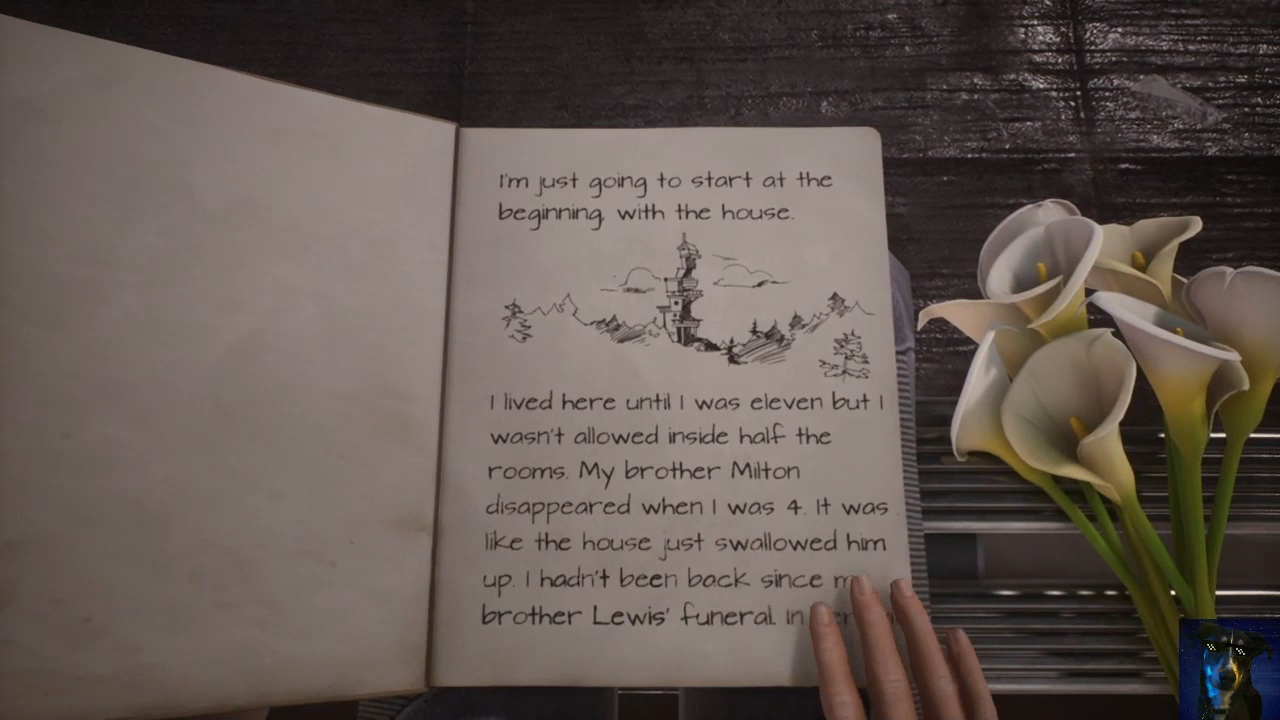 I'm just going to start at the
beginning, with the house.
I lived here until I was eleven but I
wasn't allowed inside half the
rooms. My brother Milton
disappeared when I was 4. It was
like the house just swallowed him
up. I hadn't been back since
brother Lewis' funeral. In